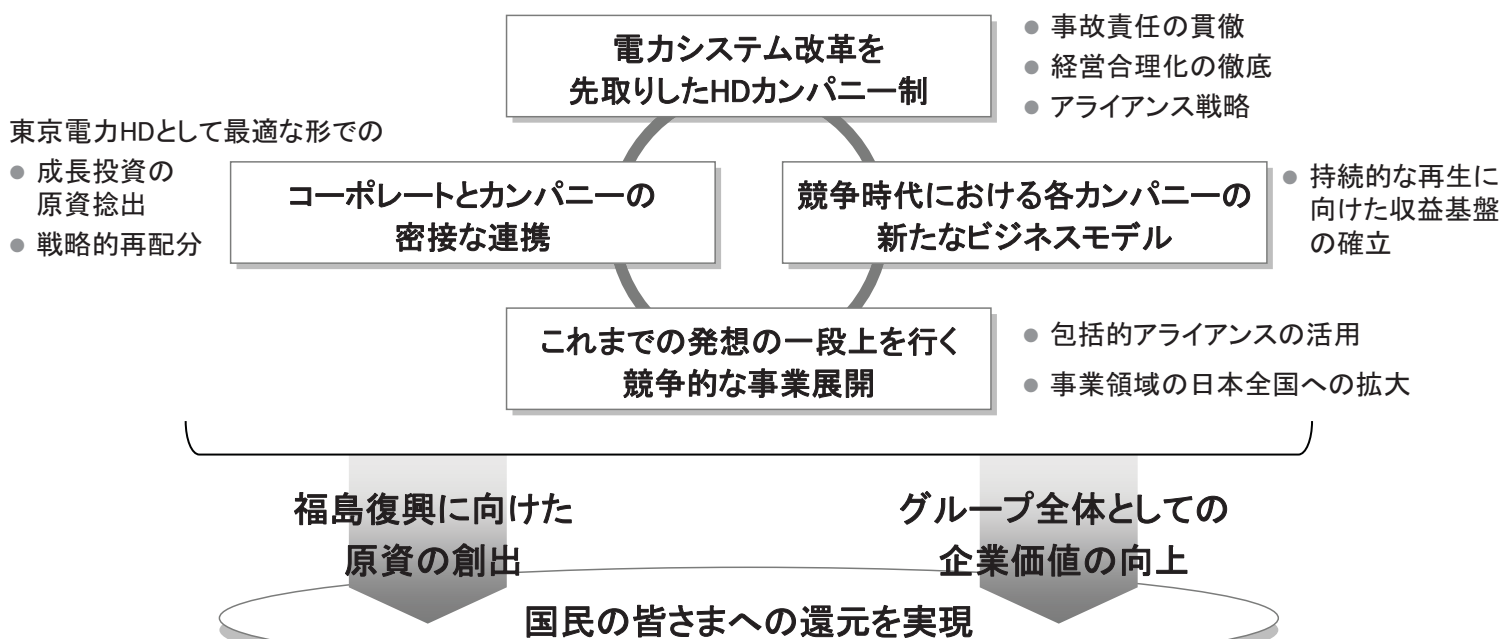 電力システム改革を
先取りしたHDカンパニー制
● 事故責任の貫徹
● 経営合理化の徹底
● アライアンス戦略
東京電力HDとして最適な形での
● 成長投資の
原資捻出
● 戦略的再配分
コーポレートとカンパニーの
密接な連携
競争時代における各カンパニーの
新たなビジネスモデル
● 持続的な再生に
向けた収益基盤
の確立
これまでの発想の一段上を行く
競争的な事業展開
● 包括的アライアンスの活用
● 事業領域の日本全国への拡大
福島復興に向けた
原資の創出
グループ全体としての
企業価値の向上
国民の皆さまへの還元を実現